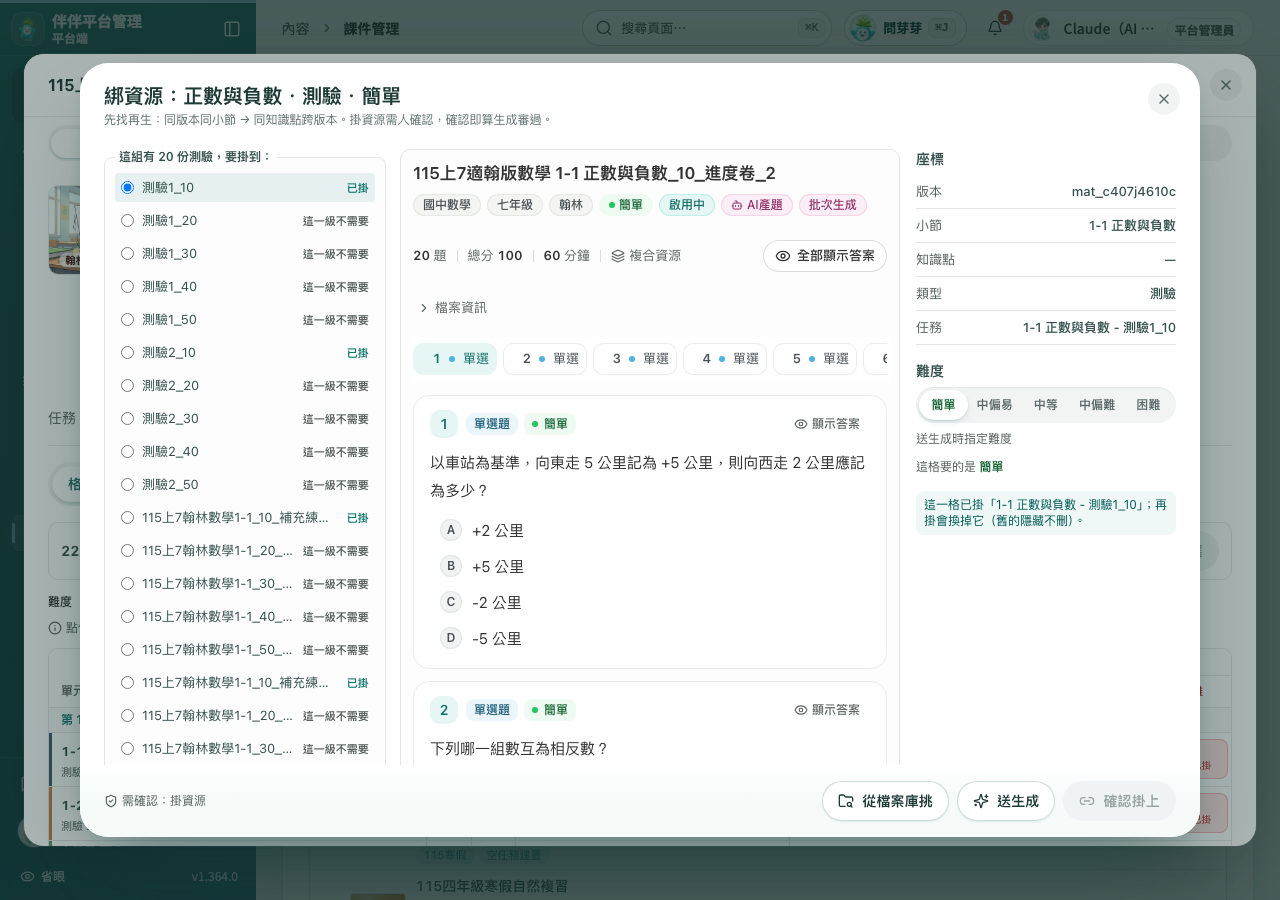 伴伴平台管理
平台端
內容 > 課件管理
搜尋頁面⋯ ⌘K
問芽芽 ⌘J
1
Claude（AI ⋯ 平台管理員
115_
綁資源：正數與負數 · 測驗 · 簡單
先找再生：同版本同小節 → 同知識點跨版本。掛資源需人確認，確認即算生成審過。
這組有 20 份測驗，要掛到：
測驗1_10 已掛
測驗1_20 這一級不需要
測驗1_30 這一級不需要
測驗1_40 這一級不需要
測驗1_50 這一級不需要
測驗2_10 已掛
測驗2_20 這一級不需要
測驗2_30 這一級不需要
測驗2_40 這一級不需要
測驗2_50 這一級不需要
115上7翰林數學1-1_10_補充練... 已掛
115上7翰林數學1-1_20_... 這一級不需要
115上7翰林數學1-1_30_... 這一級不需要
115上7翰林數學1-1_40_... 這一級不需要
115上7翰林數學1-1_50_... 這一級不需要
115上7翰林數學1-1_10_補充練... 已掛
115上7翰林數學1-1_20_... 這一級不需要
115上7翰林數學1-1_30_... 這一級不需要
115上7適翰版數學 1-1 正數與負數_10_進度卷_2
國中數學 七年級 翰林 簡單 啟用中 AI產題 批次生成
20 題 總分 100 60 分鐘 複合資源 全部顯示答案
檔案資訊
1 單選 2 單選 3 單選 4 單選 5 單選 6
1 單選題 簡單 顯示答案
以車站為基準，向東走 5 公里記為 +5 公里，則向西走 2 公里應記
為多少？
A +2 公里
B +5 公里
C -2 公里
D -5 公里
2 單選題 簡單 顯示答案
下列哪一組數互為相反數？
座標
版本 mat_c407j4610c
小節 1-1 正數與負數
知識點 —
類型 測驗
任務 1-1 正數與負數 - 測驗1_10
難度
簡單 中偏易 中等 中偏難 困難
送生成時指定難度
這格要的是 簡單
這一格已掛「1-1 正數與負數 - 測驗1_10」；再
掛會換掉它（舊的隱藏不刪）。
需確認：掛資源
從檔案庫挑 送生成 確認掛上
任務
格
22
難度
點
單元
第 1
1-1
測驗
1-2
測驗
掛
已掛
115寒假 空任務建置
115四年級寒假自然複習
省眼 v1.364.0